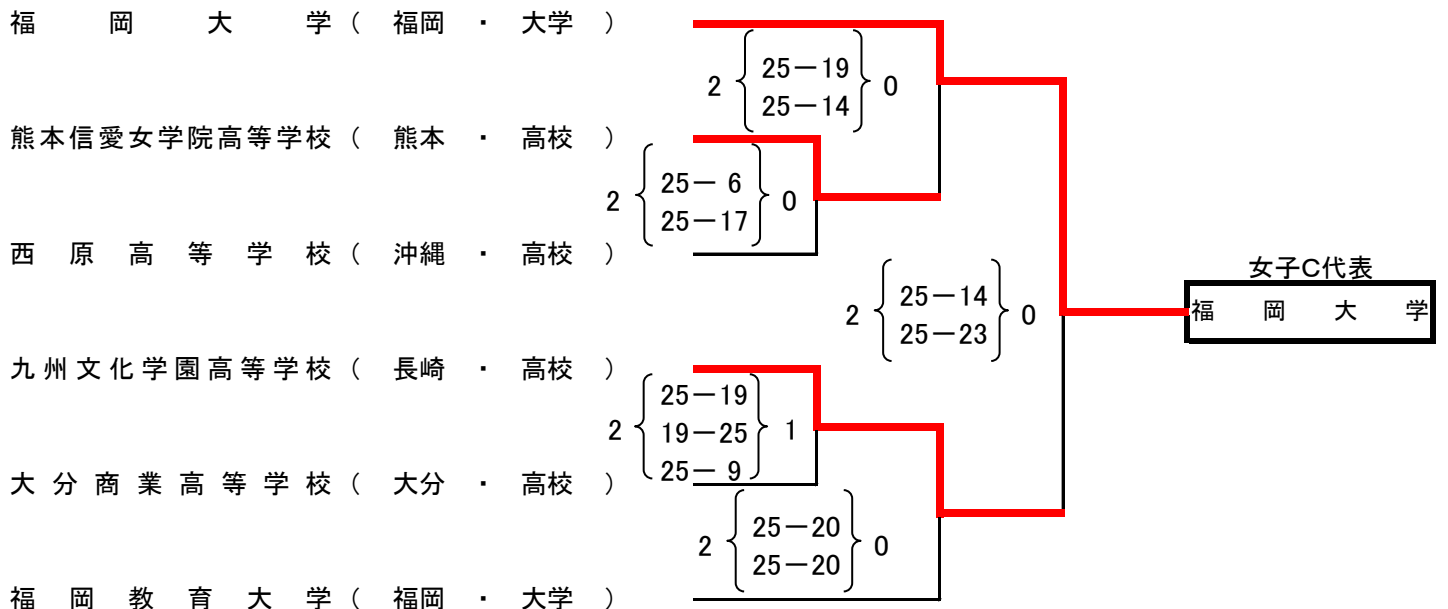 福岡大学（ 福岡 ・ 大学 ）
25－19
2 0
25－14
熊本信愛女学院高等学校（ 熊本 ・ 高校 ）
25－ 6
2 0
25－17
西原高等学校（ 沖縄 ・ 高校 ）
女子C代表
福岡大学
25－14
2 0
25－23
九州文化学園高等学校（ 長崎 ・ 高校 ）
25－19
2 19－25 1
25－ 9
大分商業高等学校（ 大分 ・ 高校 ）
25－20
2 0
25－20
福岡教育大学（ 福岡 ・ 大学 ）